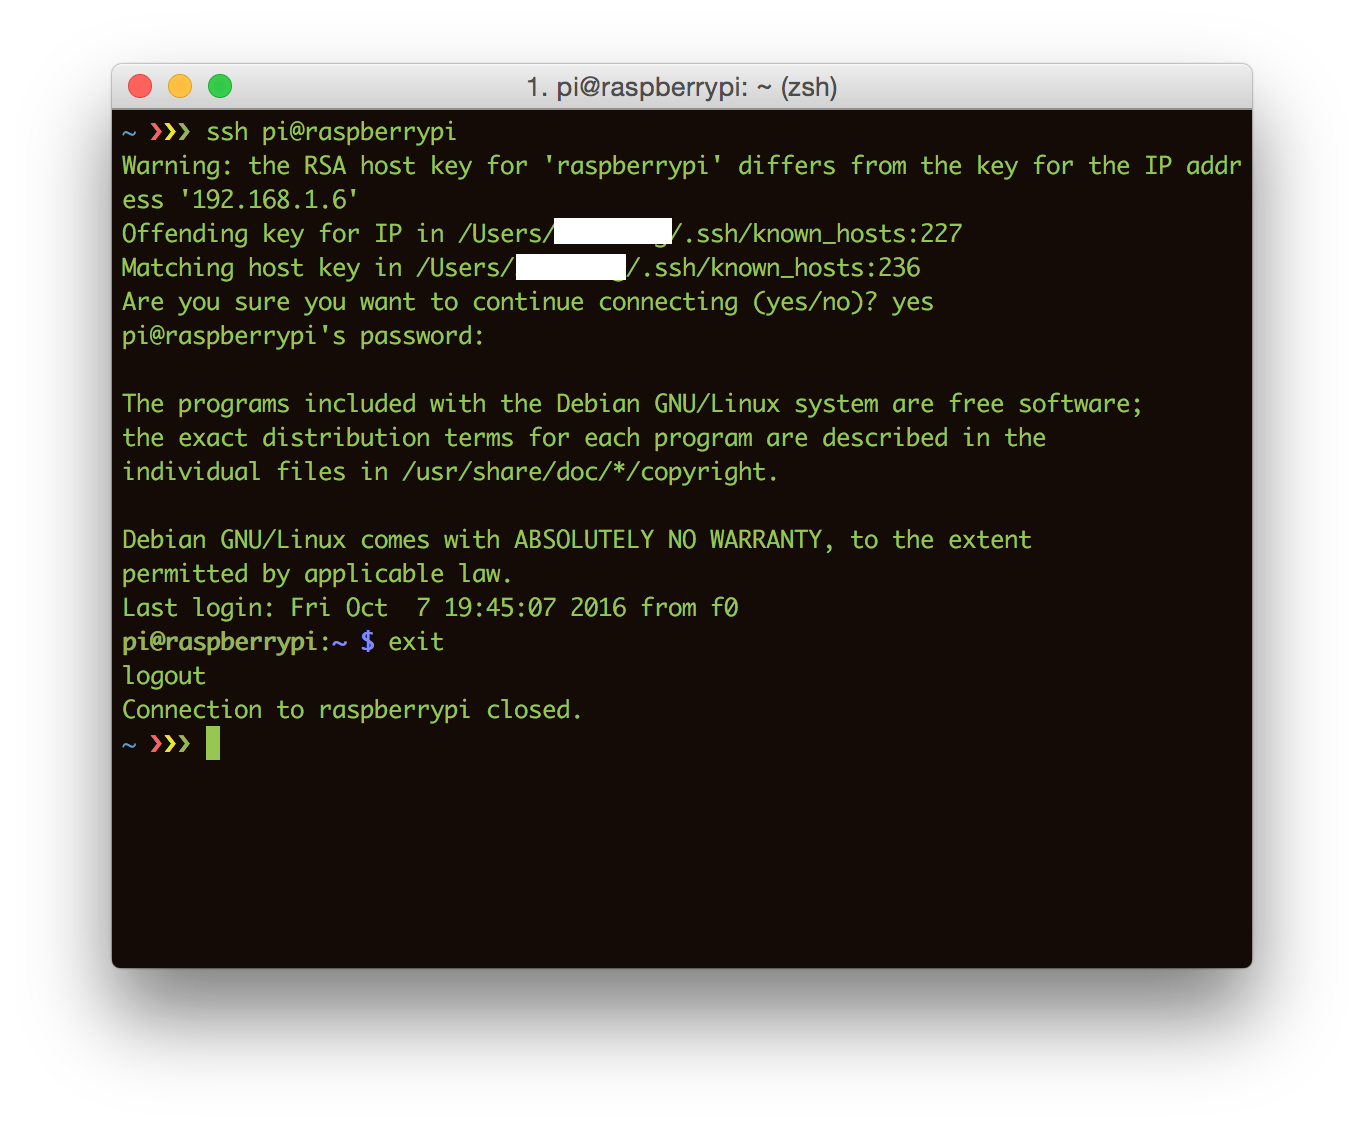 1. pi@raspberrypi: ~ (zsh)
~ ❯❯❯ ssh pi@raspberrypi
Warning: the RSA host key for 'raspberrypi' differs from the key for the IP addr
ess '192.168.1.6'
Offending key for IP in /Users/ /.ssh/known_hosts:227
Matching host key in /Users/ /.ssh/known_hosts:236
Are you sure you want to continue connecting (yes/no)? yes
pi@raspberrypi's password:
The programs included with the Debian GNU/Linux system are free software;
the exact distribution terms for each program are described in the
individual files in /usr/share/doc/*/copyright.
Debian GNU/Linux comes with ABSOLUTELY NO WARRANTY, to the extent
permitted by applicable law.
Last login: Fri Oct  7 19:45:07 2016 from f0
pi@raspberrypi:~ $ exit
logout
Connection to raspberrypi closed.
~ ❯❯❯